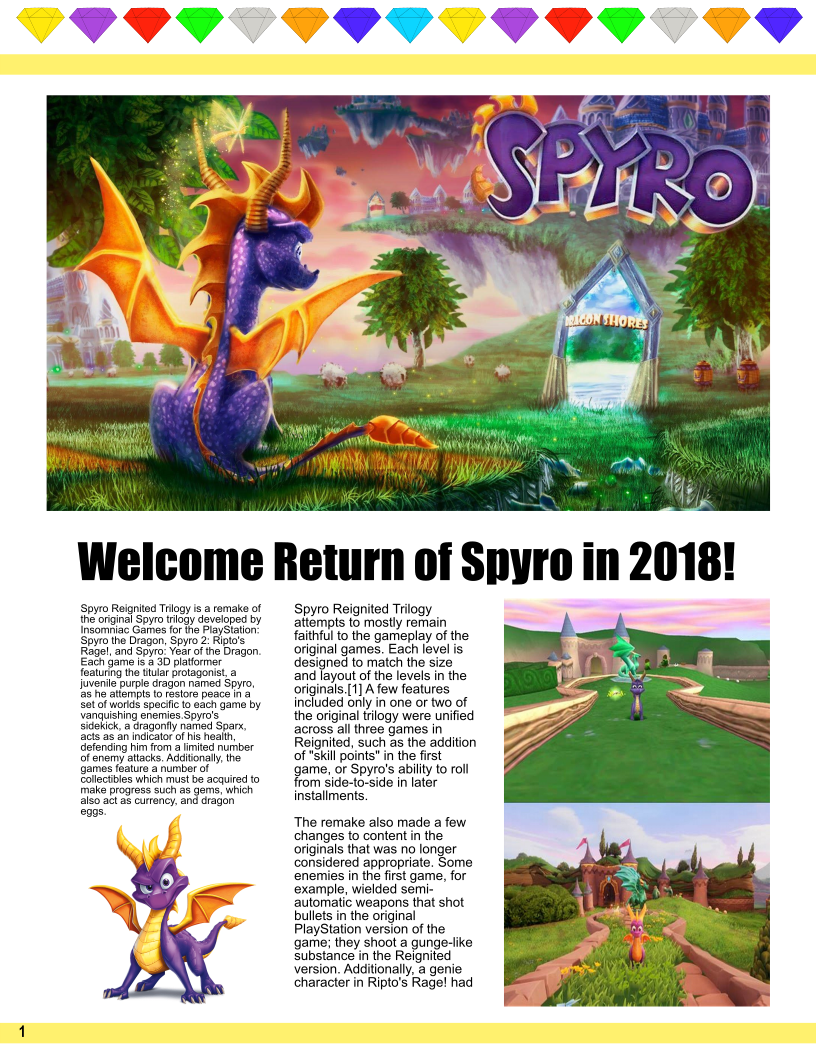 SPYRO
DRAGON SHORES
Welcome Return of Spyro in 2018!
Spyro Reignited Trilogy is a remake of
the original Spyro trilogy developed by
Insomniac Games for the PlayStation:
Spyro the Dragon, Spyro 2: Ripto's
Rage!, and Spyro: Year of the Dragon.
Each game is a 3D platformer
featuring the titular protagonist, a
juvenile purple dragon named Spyro,
as he attempts to restore peace in a
set of worlds specific to each game by
vanquishing enemies.Spyro's
sidekick, a dragonfly named Sparx,
acts as an indicator of his health,
defending him from a limited number
of enemy attacks. Additionally, the
games feature a number of
collectibles which must be acquired to
make progress such as gems, which
also act as currency, and dragon
eggs.
Spyro Reignited Trilogy
attempts to mostly remain
faithful to the gameplay of the
original games. Each level is
designed to match the size
and layout of the levels in the
originals.[1] A few features
included only in one or two of
the original trilogy were unified
across all three games in
Reignited, such as the addition
of "skill points" in the first
game, or Spyro's ability to roll
from side-to-side in later
installments.
The remake also made a few
changes to content in the
originals that was no longer
considered appropriate. Some
enemies in the first game, for
example, wielded semi-
automatic weapons that shot
bullets in the original
PlayStation version of the
game; they shoot a gunge-like
substance in the Reignited
version. Additionally, a genie
character in Ripto's Rage! had
1